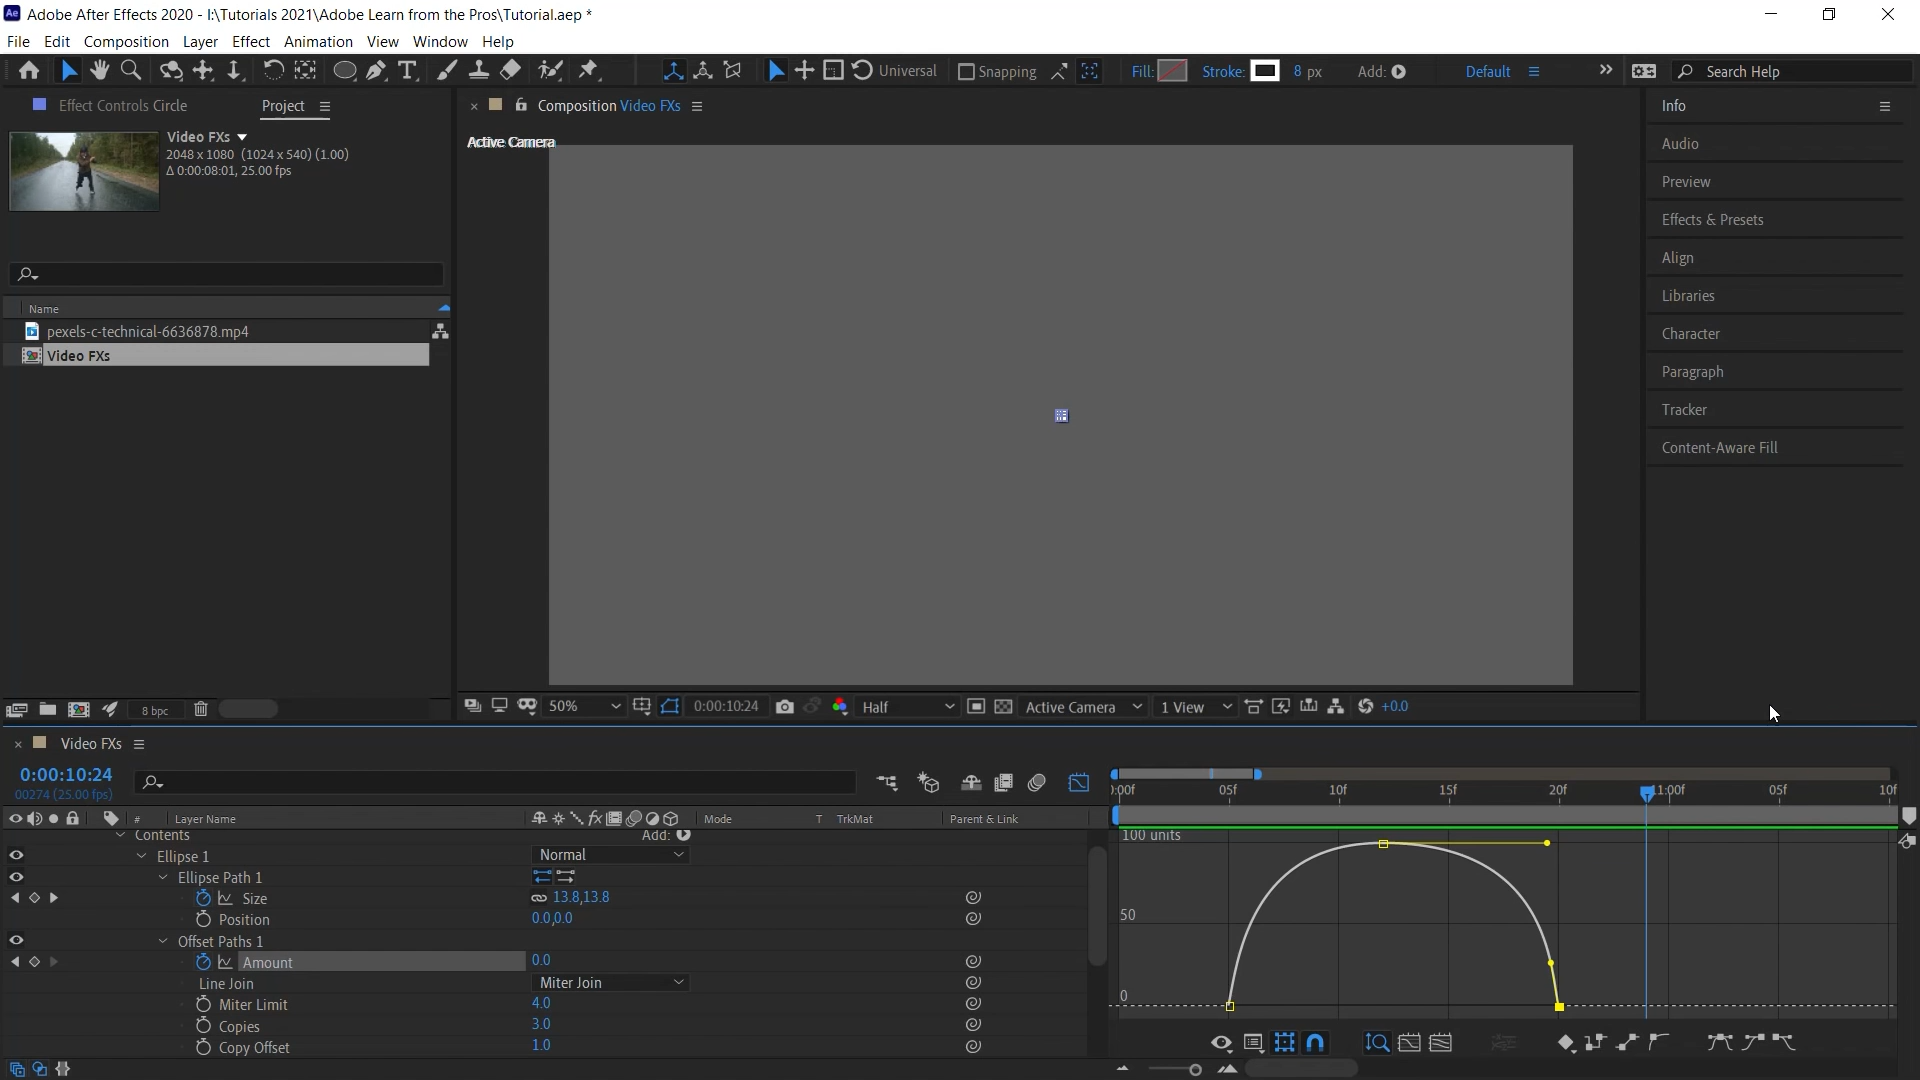 Ae Adobe After Effects 2020 - I:\Tutorials 2021\Adobe Learn from the Pros\Tutorial.aep *
File Edit Composition Layer Effect Animation View Window Help
T Universal Snapping Fill: Stroke: 8 px Add: Default Search Help
Effect Controls Circle Project
Composition Video FXs
Info
Video FXs
2048 x 1080 (1024 x 540) (1.00)
Δ 0:00:08:01, 25.00 fps
Active Camera
Audio
Preview
Effects & Presets
Align
Libraries
Character
Paragraph
Tracker
Content-Aware Fill
Name
pexels-c-technical-6636878.mp4
Video FXs
8 bpc
50% 0:00:10:24 Half Active Camera 1 View +0.0
Video FXs
0:00:10:24
00274 (25.00 fps)
# Layer Name fx Mode T TrkMat Parent & Link
):00f 05f 10f 15f 20f 11:00f 05f 10f
Contents Add:
Ellipse 1 Normal
Ellipse Path 1
Size 13.8,13.8
Position 0.0,0.0
Offset Paths 1
Amount 0.0
Line Join Miter Join
Miter Limit 4.0
Copies 3.0
Copy Offset 1.0
100 units
50
0